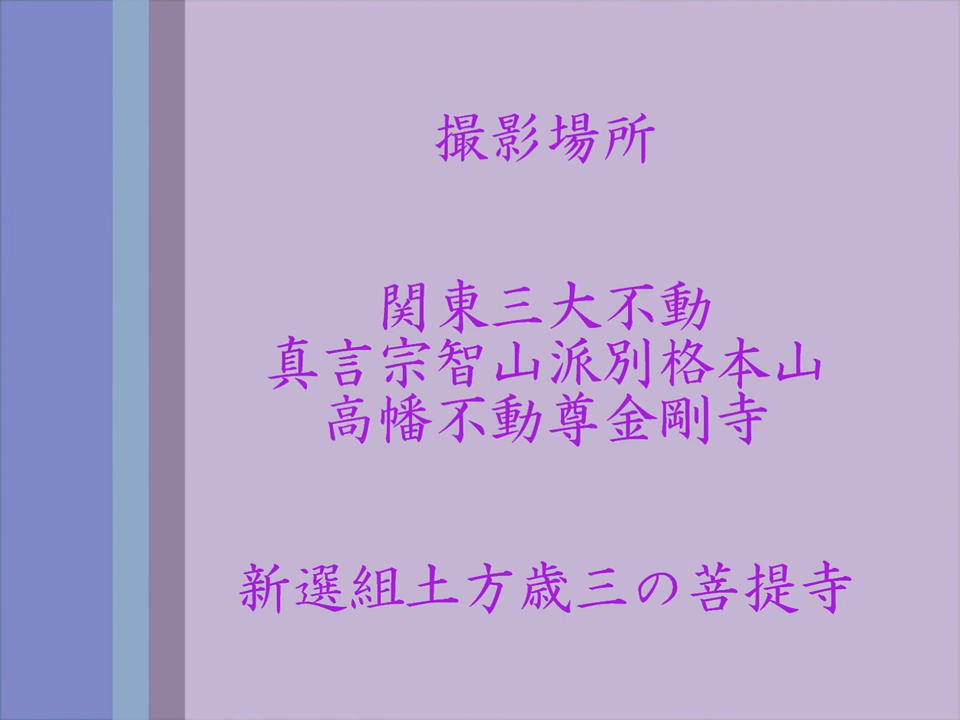 撮影場所
関東三大不動
真言宗智山派別格本山
高幡不動尊金剛寺
新選組土方歳三の菩提寺